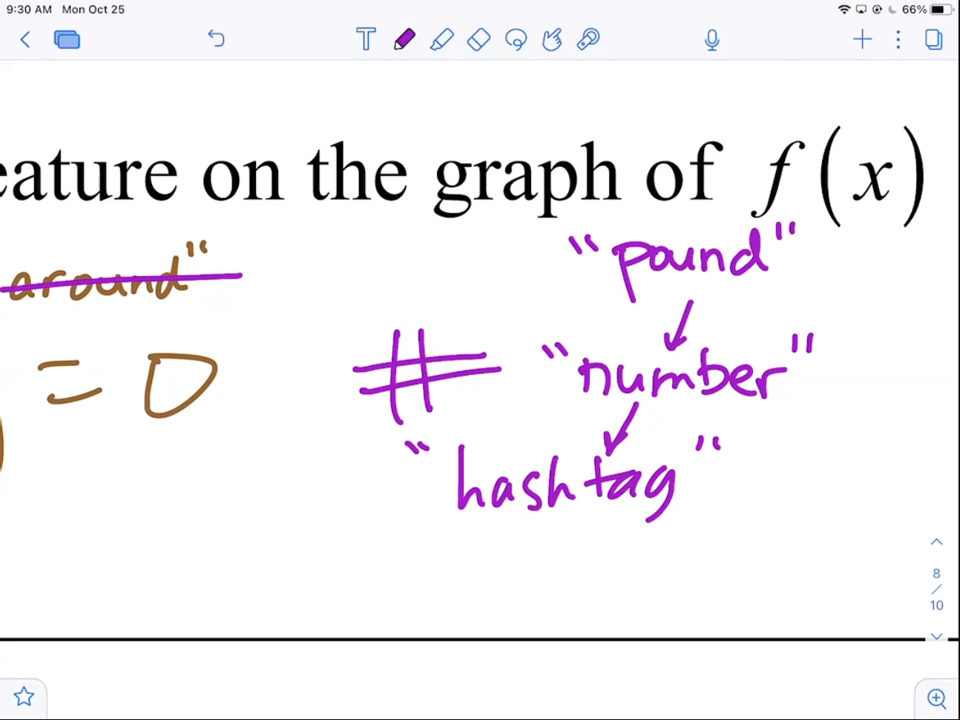 9:30 AM Mon Oct 25
66%
T
eature on the graph of f(x)
around"
"pound"
= 0
# "number"
"hashtag"
8
/
10